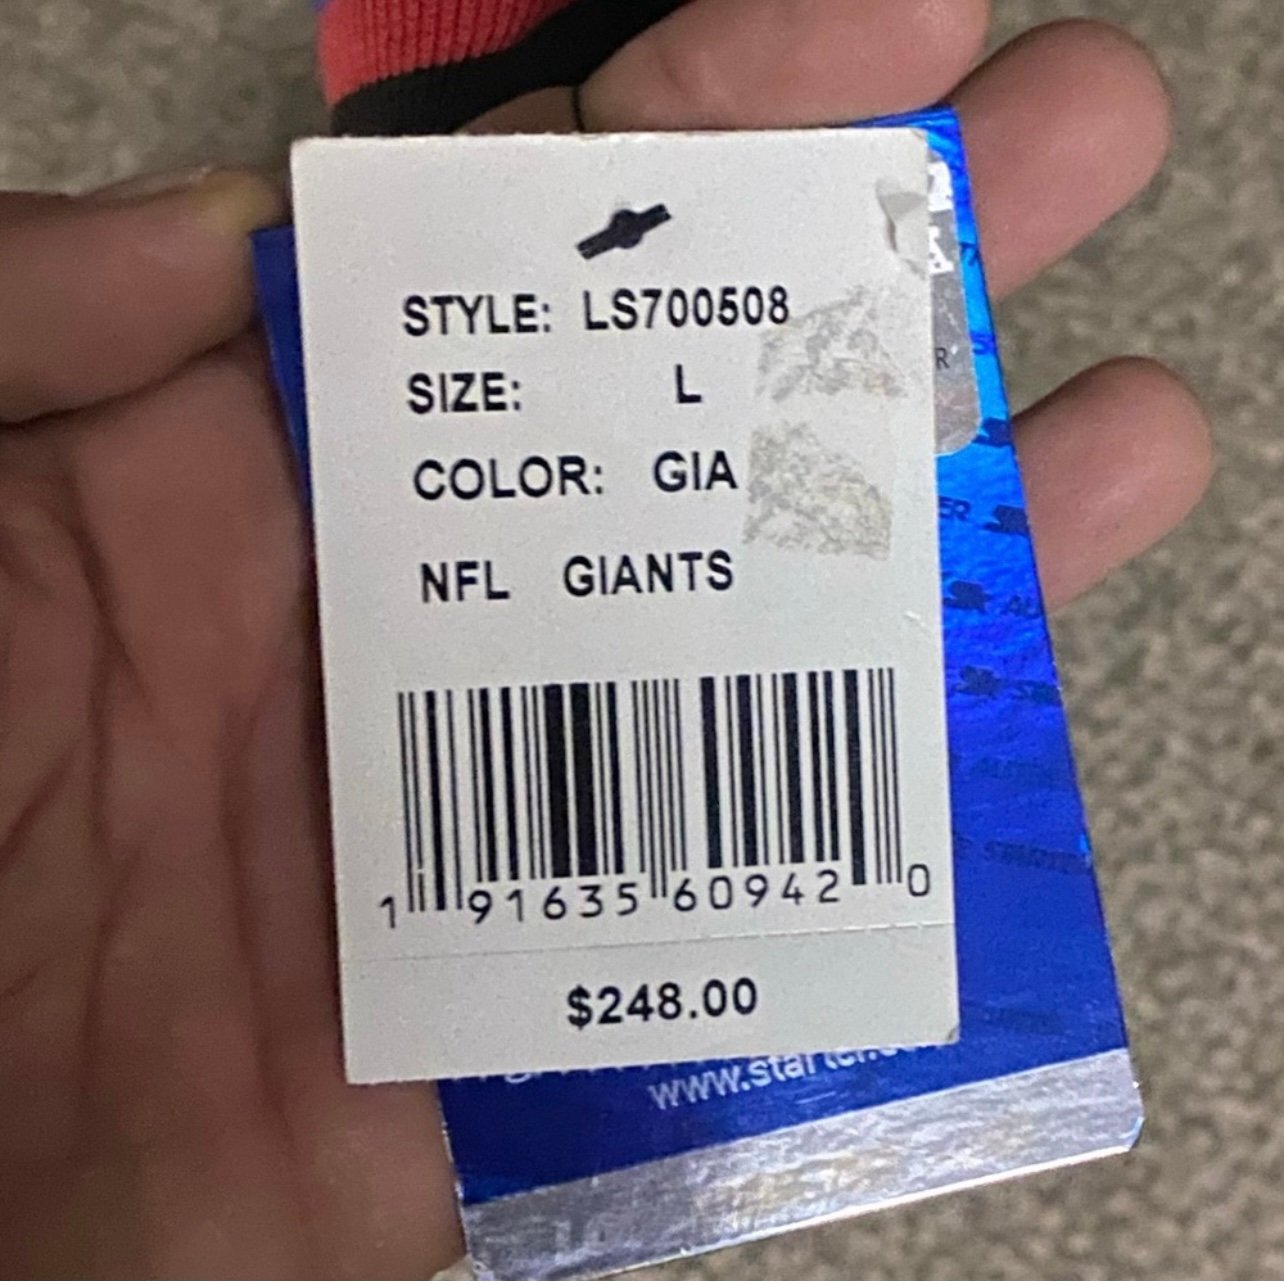 STYLE: LS700508
SIZE: L
COLOR: GIA
NFL GIANTS
1 91635 60942 0
$248.00